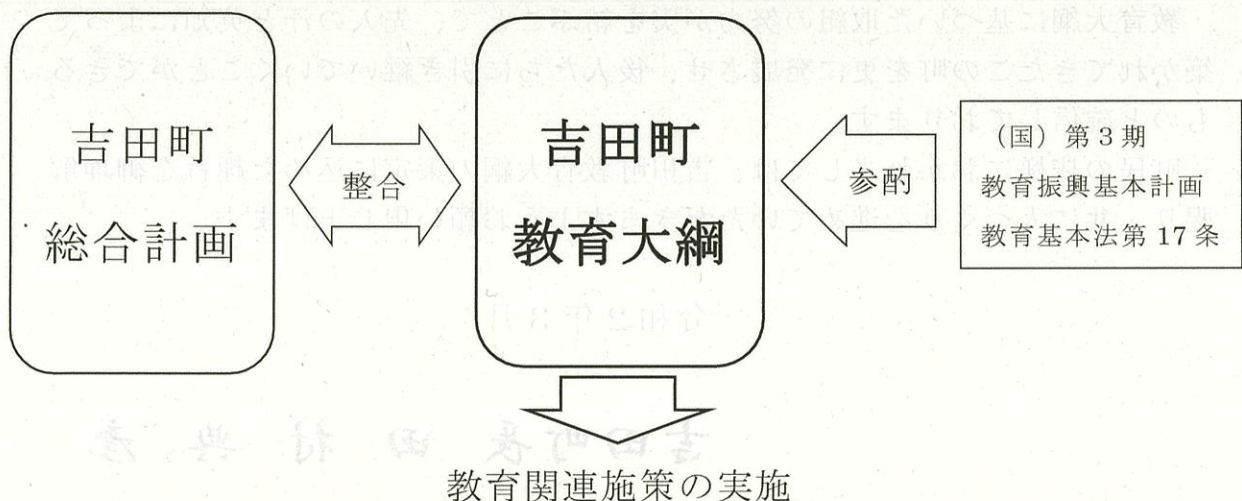 吉田町
総合計画
整合
吉田町
教育大綱
参酌
（国）第３期
教育振興基本計画
教育基本法第 17 条
教育関連施策の実施